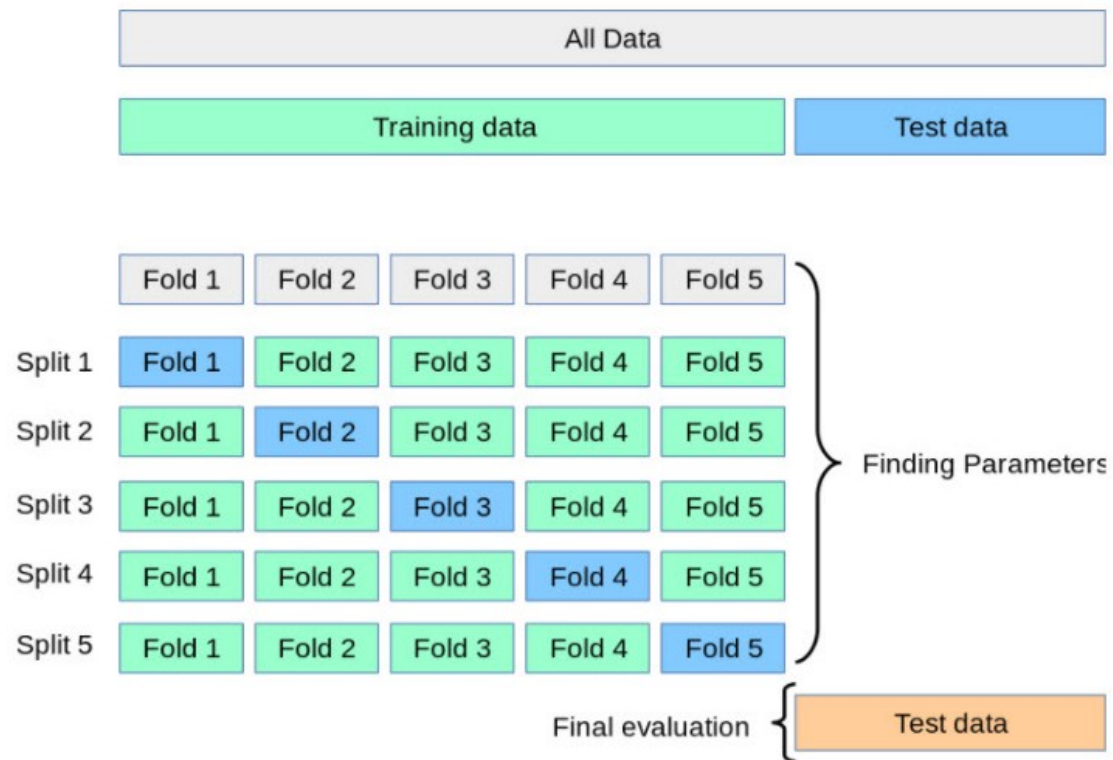 All Data
Training data Test data
Fold 1 Fold 2 Fold 3 Fold 4 Fold 5
Split 1 Fold 1 Fold 2 Fold 3 Fold 4 Fold 5
Split 2 Fold 1 Fold 2 Fold 3 Fold 4 Fold 5
Finding Parameters
Split 3 Fold 1 Fold 2 Fold 3 Fold 4 Fold 5
Split 4 Fold 1 Fold 2 Fold 3 Fold 4 Fold 5
Split 5 Fold 1 Fold 2 Fold 3 Fold 4 Fold 5
Final evaluation Test data